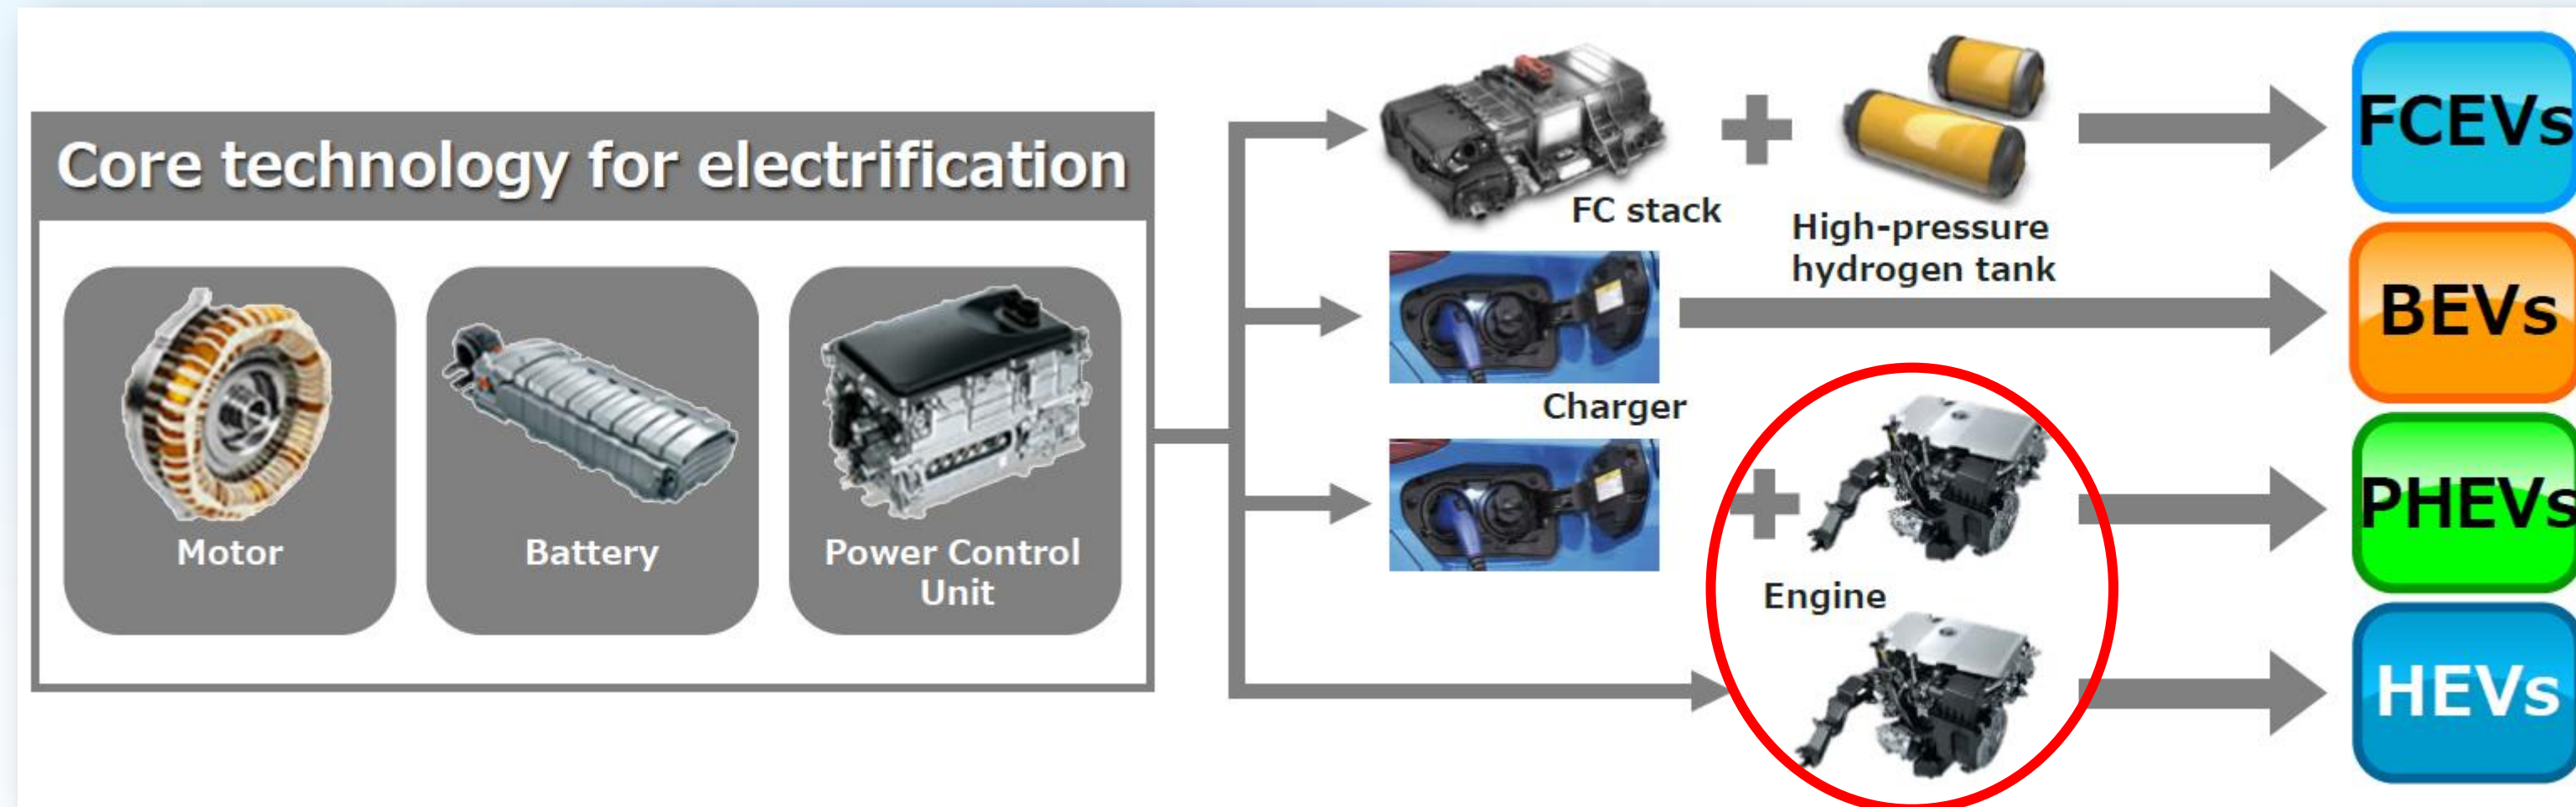 Core technology for electrification
Motor
Battery
Power Control
Unit
FC stack
High-pressure
hydrogen tank
Charger
Engine
FCEVs
BEVs
PHEVs
HEVs